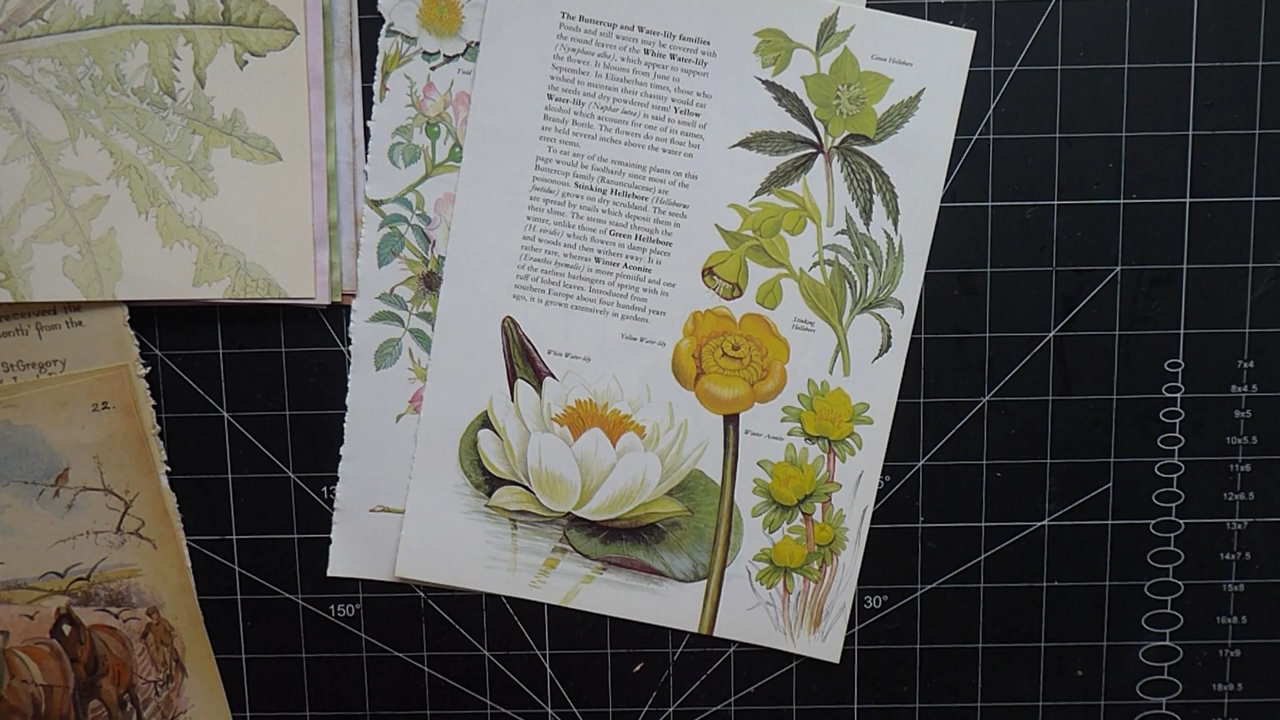 The Buttercup and Water-lily families
Ponds and still waters may be covered with
the round leaves of the White Water-lily
(Nymphaea alba), which appear to support
the flower. It blooms from June to
September. In Elizabethan times, those who
wished to maintain their chastity would eat
the seeds and dry powdered stem! Yellow
Water-lily (Nuphar lutea) is said to smell of
alcohol which accounts for one of its names,
Brandy Bottle. The flowers do not float but
are held several inches above the water on
erect stems.
To eat any of the remaining plants on this
page would be foolhardy since most of the
Buttercup family (Ranunculaceae) are
poisonous. Stinking Hellebore (Helleborus
foetidus) grows on dry scrubland. The seeds
are spread by snails which deposit them in
their slime. The stems stand through the
winter, unlike those of Green Hellebore
(H. viridis) which flowers in damp places
and woods and then withers away. It is
rather rare, whereas Winter Aconite
(Eranthis hyemalis) is more plentiful and one
of the earliest harbingers of spring with its
ruff of lobed leaves. Introduced from
southern Europe about four hundred years
ago, it is grown extensively in gardens.
Green Hellebore
Stinking
Hellebore
Yellow Water-lily
White Water-lily
Winter Aconite
Field
received the
month' from the
St Gregory
22.
150°
30°
5°
13
7x4
8x4.5
9x5
10x5.5
11x6
12x6.5
13x7
14x7.5
15x8
16x8.5
17x9
18x9.5